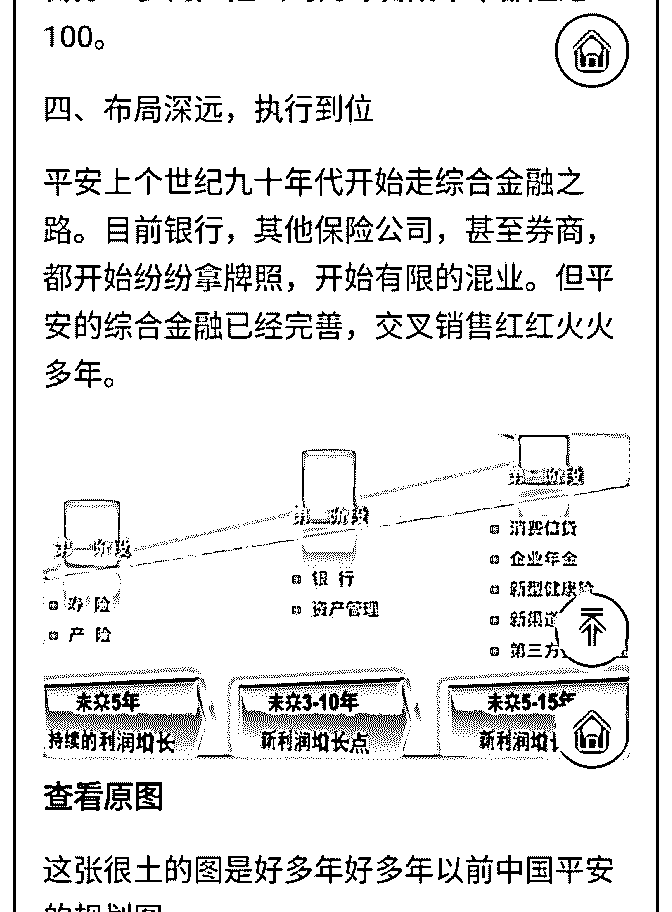 100。
四、布局深远，执行到位
平安上个世纪九十年代开始走综合金融之
路。目前银行，其他保险公司，甚至券商，
都开始纷纷拿牌照，开始有限的混业。但平
安的综合金融已经完善，交叉销售红红火火
多年。
第一阶段
寿 险
产 险
第二阶段
银 行
资产管理
第三阶段
消费信贷
企业年金
新型健康险
新渠道
第三方
未来5年
持续的利润增长
未来3-10年
新利润增长点
未来5-15年
新利润增长
查看原图
这张很土的图是好多年好多年以前中国平安
的规划图